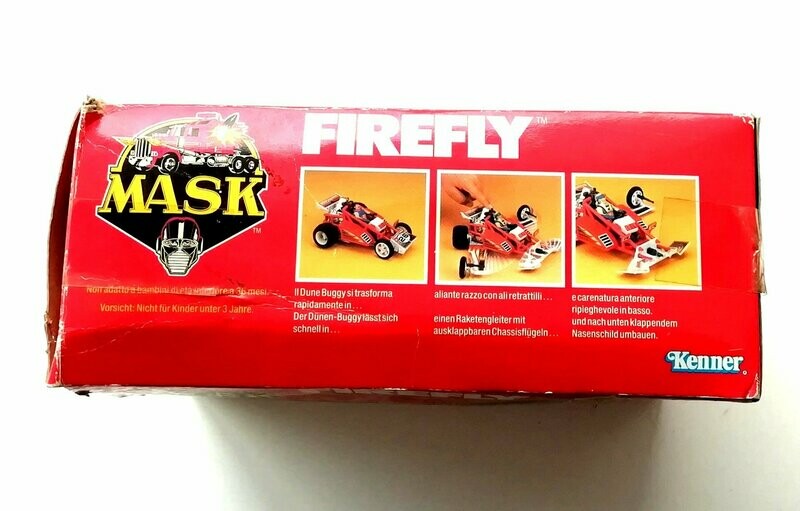 FIREFLY™
MASK™
Non adatto a bambini di età inferiore a 36 mesi.
Vorsicht: Nicht für Kinder unter 3 Jahre.
Il Dune Buggy si trasforma
rapidamente in...
Der Dünen-Buggy lässt sich
schnell in...
aliante razzo con ali retrattili...
einen Raketengleiter mit
ausklappbaren Chassisflügeln...
e carenatura anteriore
ripieghevole in basso.
und nach unten klappendem
Nasenschild umbauen.
Kenner®